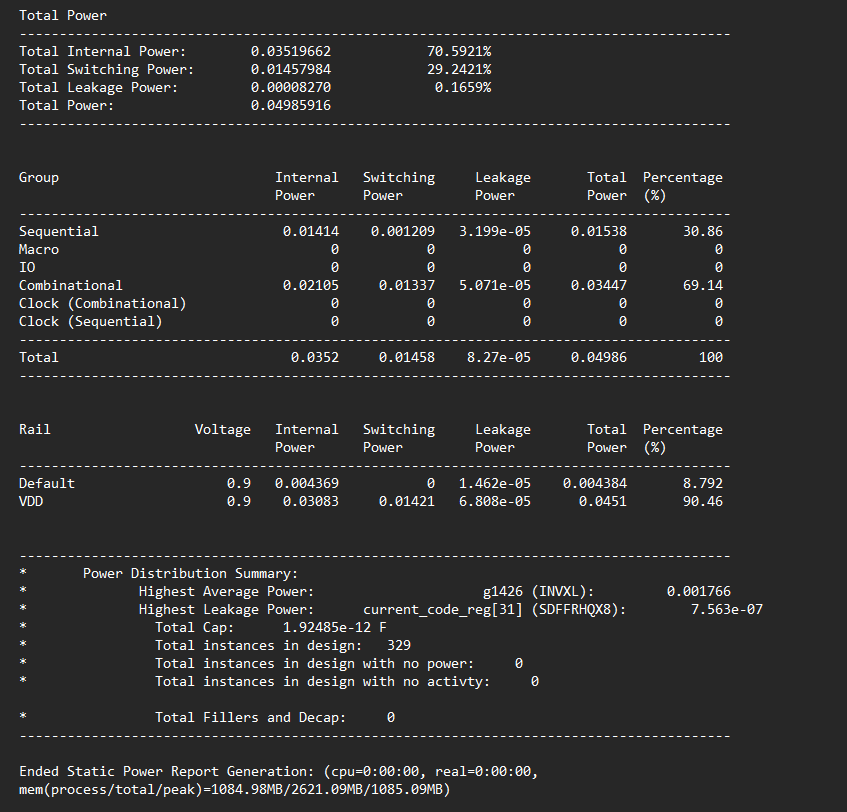 Total Power
-----------------------------------------------------------------------------------------
Total Internal Power:        0.03519662            70.5921%
Total Switching Power:       0.01457984            29.2421%
Total Leakage Power:         0.00008270             0.1659%
Total Power:                 0.04985916
-----------------------------------------------------------------------------------------
Group                           Internal   Switching     Leakage       Total  Percentage
                                Power      Power         Power         Power  (%)
-----------------------------------------------------------------------------------------
Sequential                       0.01414    0.001209   3.199e-05     0.01538       30.86
Macro                                  0           0           0           0           0
IO                                     0           0           0           0           0
Combinational                    0.02105     0.01337   5.071e-05     0.03447       69.14
Clock (Combinational)                  0           0           0           0           0
Clock (Sequential)                     0           0           0           0           0
-----------------------------------------------------------------------------------------
Total                             0.0352     0.01458    8.27e-05     0.04986         100
-----------------------------------------------------------------------------------------
Rail                  Voltage   Internal   Switching     Leakage       Total  Percentage
                                Power      Power         Power         Power  (%)
-----------------------------------------------------------------------------------------
Default                   0.9   0.004369           0   1.462e-05    0.004384       8.792
VDD                       0.9    0.03083     0.01421   6.808e-05      0.0451       90.46
-----------------------------------------------------------------------------------------
*       Power Distribution Summary:
*              Highest Average Power:                     g1426 (INVXL):         0.001766
*              Highest Leakage Power:      current_code_reg[31] (SDFFRHQX8):        7.563e-07
*                Total Cap:      1.92485e-12 F
*                Total instances in design:   329
*                Total instances in design with no power:     0
*                Total instances in design with no activty:     0
*                Total Fillers and Decap:     0
-----------------------------------------------------------------------------------------
Ended Static Power Report Generation: (cpu=0:00:00, real=0:00:00,
mem(process/total/peak)=1084.98MB/2621.09MB/1085.09MB)